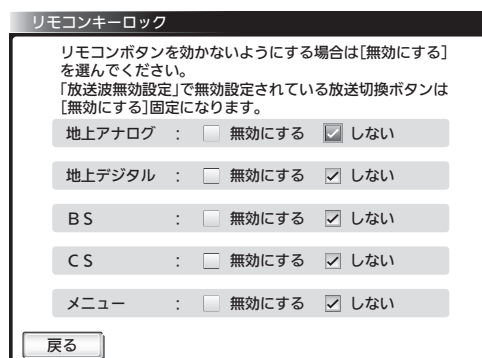 リモコンキーロック
リモコンボタンを効かないようにする場合は[無効にする]
を選んでください。
「放送波無効設定」で無効設定されている放送切換ボタンは
[無効にする]固定になります。
地上アナログ : 無効にする しない
地上デジタル : 無効にする しない
BS : 無効にする しない
CS : 無効にする しない
メニュー : 無効にする しない
戻る